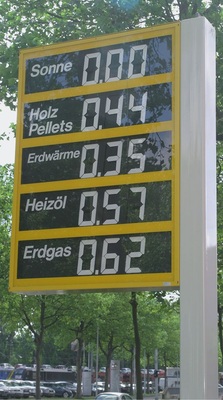 Sonne 0.00
Holz
Pellets 0.44
Erdwärme 0.35
Heizöl 0.57
Erdgas 0.62